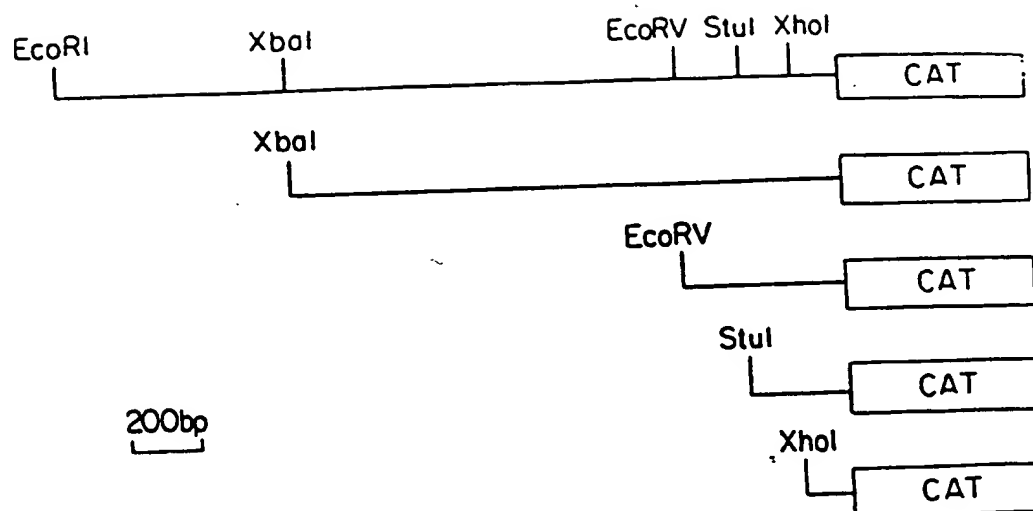 EcoRI XbaI EcoRV StuI XhoI
CAT
XbaI
CAT
EcoRV
CAT
StuI
CAT
200bp
XhoI
CAT